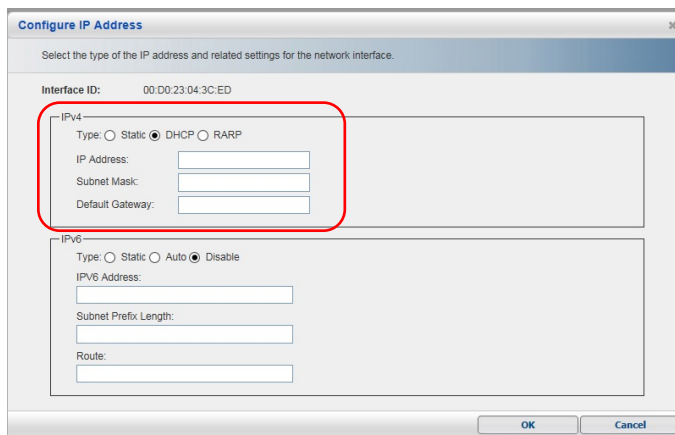 Configure IP Address
Select the type of the IP address and related settings for the network interface.
Interface ID: 00:D0:23:04:3C:ED
IPv4
Type: Static DHCP RARP
IP Address:
Subnet Mask:
Default Gateway:
IPv6
Type: Static Auto Disable
IPV6 Address:
Subnet Prefix Length:
Route:
OK Cancel